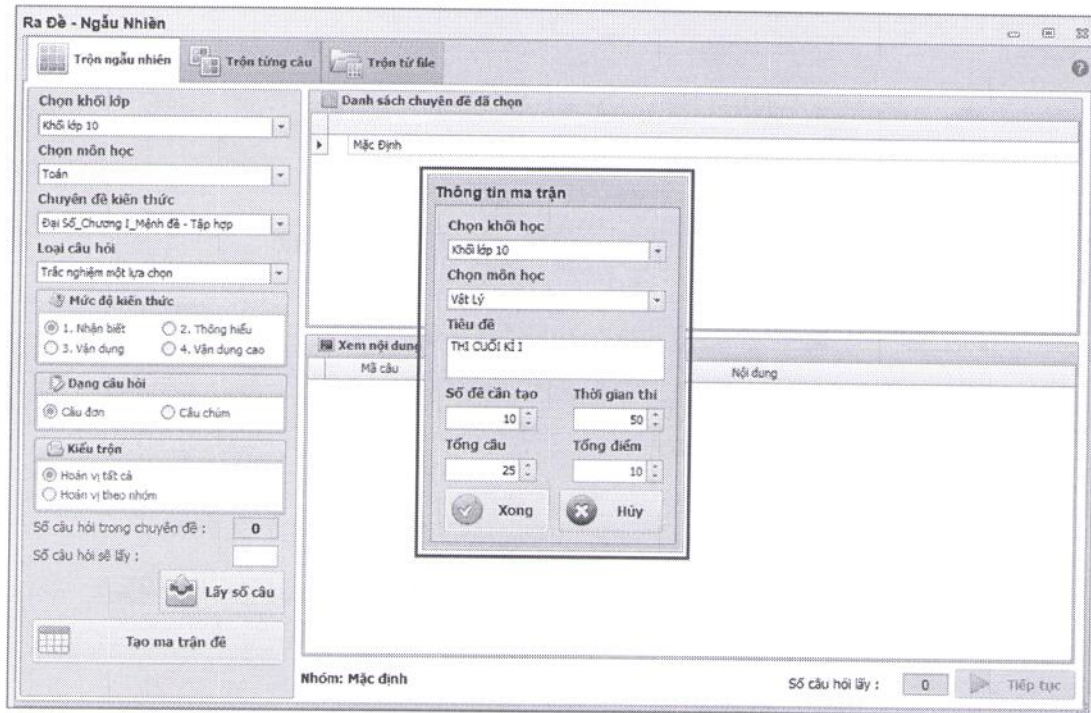 Ra Đề - Ngẫu Nhiên
Trộn ngẫu nhiên
Trộn từng câu
Trộn từ file
Chọn khối lớp
Khối lớp 10
Chọn môn học
Toán
Chuyên đề kiến thức
Đại Số_Chương I_Mệnh đề - Tập hợp
Loại câu hỏi
Trắc nghiệm một lựa chọn
Mức độ kiến thức
1. Nhận biết
2. Thông hiểu
3. Vận dụng
4. Vận dụng cao
Dạng câu hỏi
Câu đơn
Câu chùm
Kiểu trộn
Hoán vị tất cả
Hoán vị theo nhóm
Số câu hỏi trong chuyên đề :
0
Số câu hỏi sẽ lấy :
Lấy số câu
Tạo ma trận đề
Danh sách chuyên đề đã chọn
Mặc Định
Thông tin ma trận
Chọn khối học
Khối lớp 10
Chọn môn học
Vật Lý
Tiêu đề
THI CUỐI KÌ I
Số đề cần tạo
Thời gian thi
10
50
Tổng câu
Tổng điểm
25
10
Xong
Hủy
Xem nội dung
Mã câu
Nội dung
Nhóm: Mặc định
Số câu hỏi lấy :
0
Tiếp tục